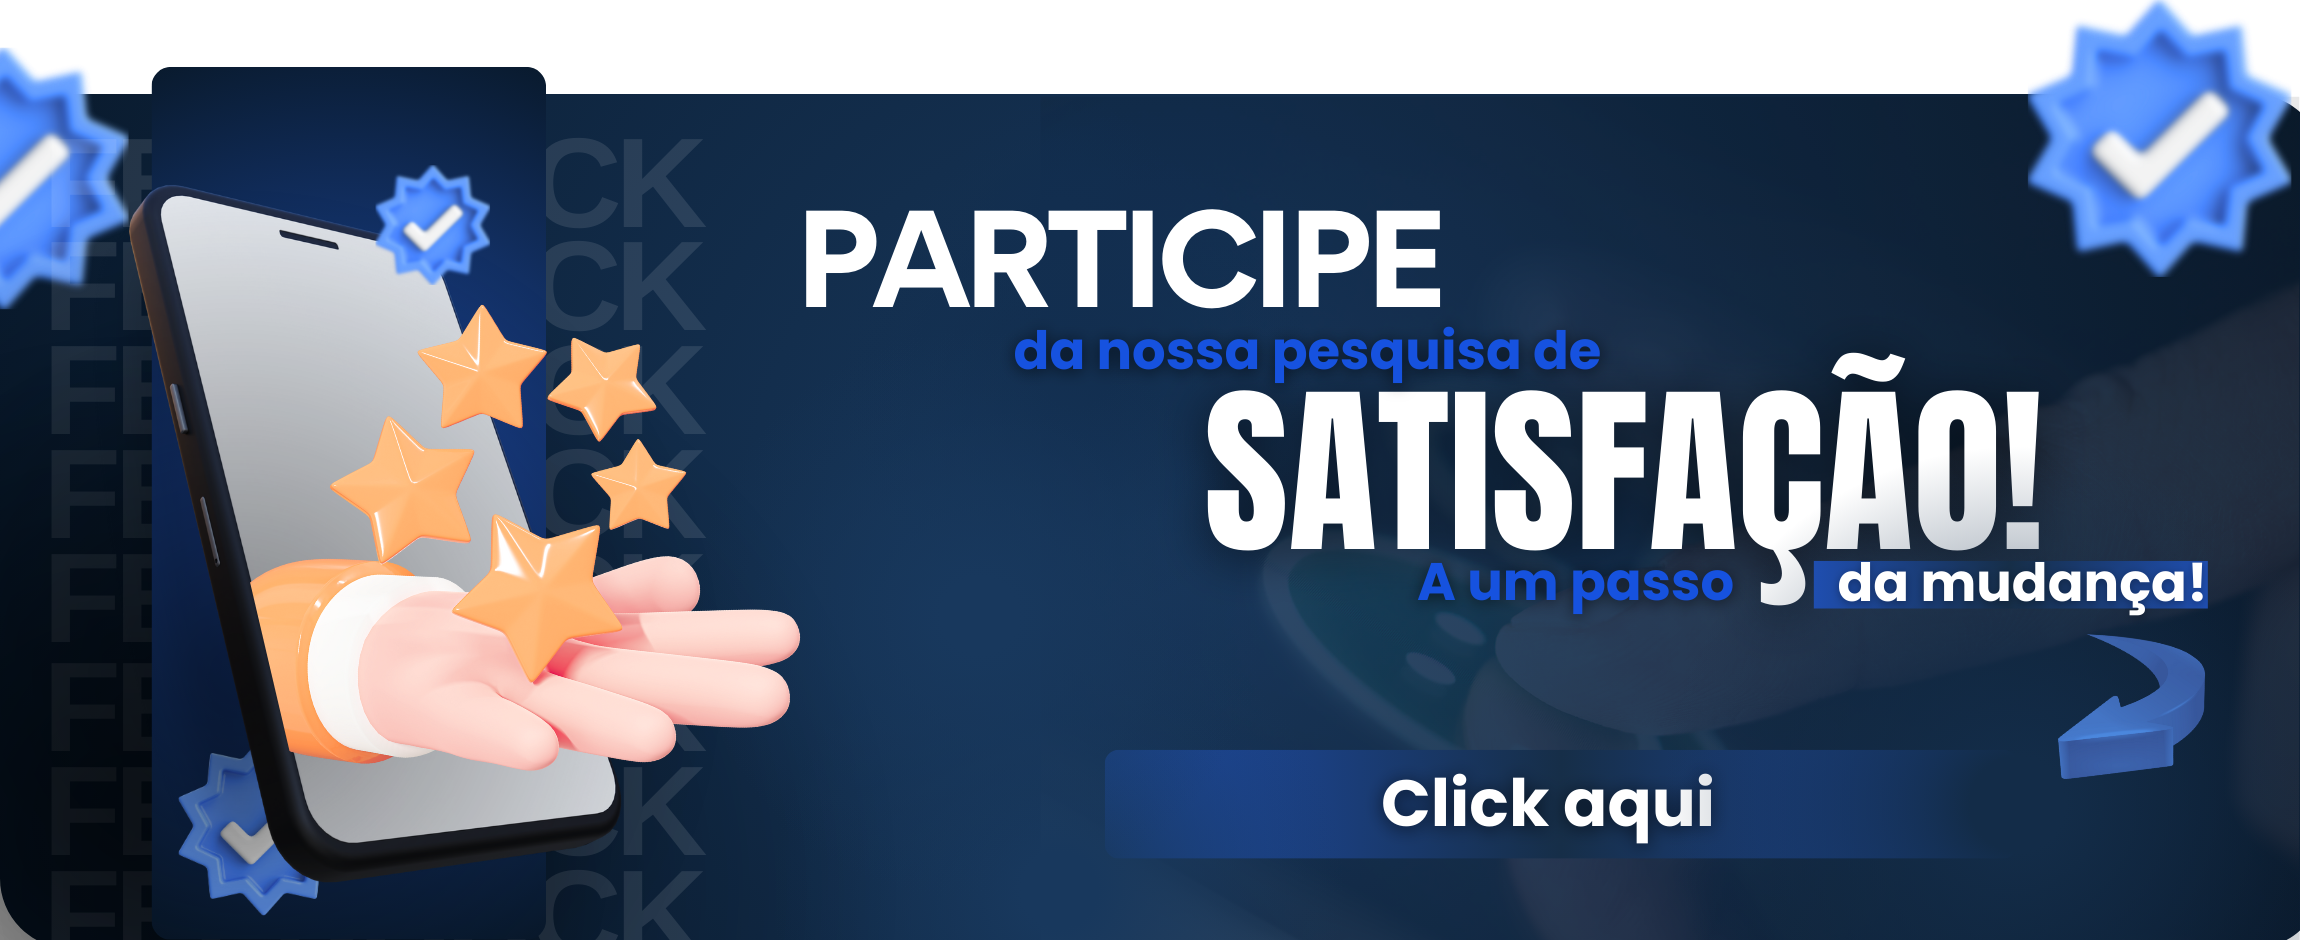 PARTICIPE
da nossa pesquisa de
SATISFAÇÃO!
A um passo da mudança!
Click aqui